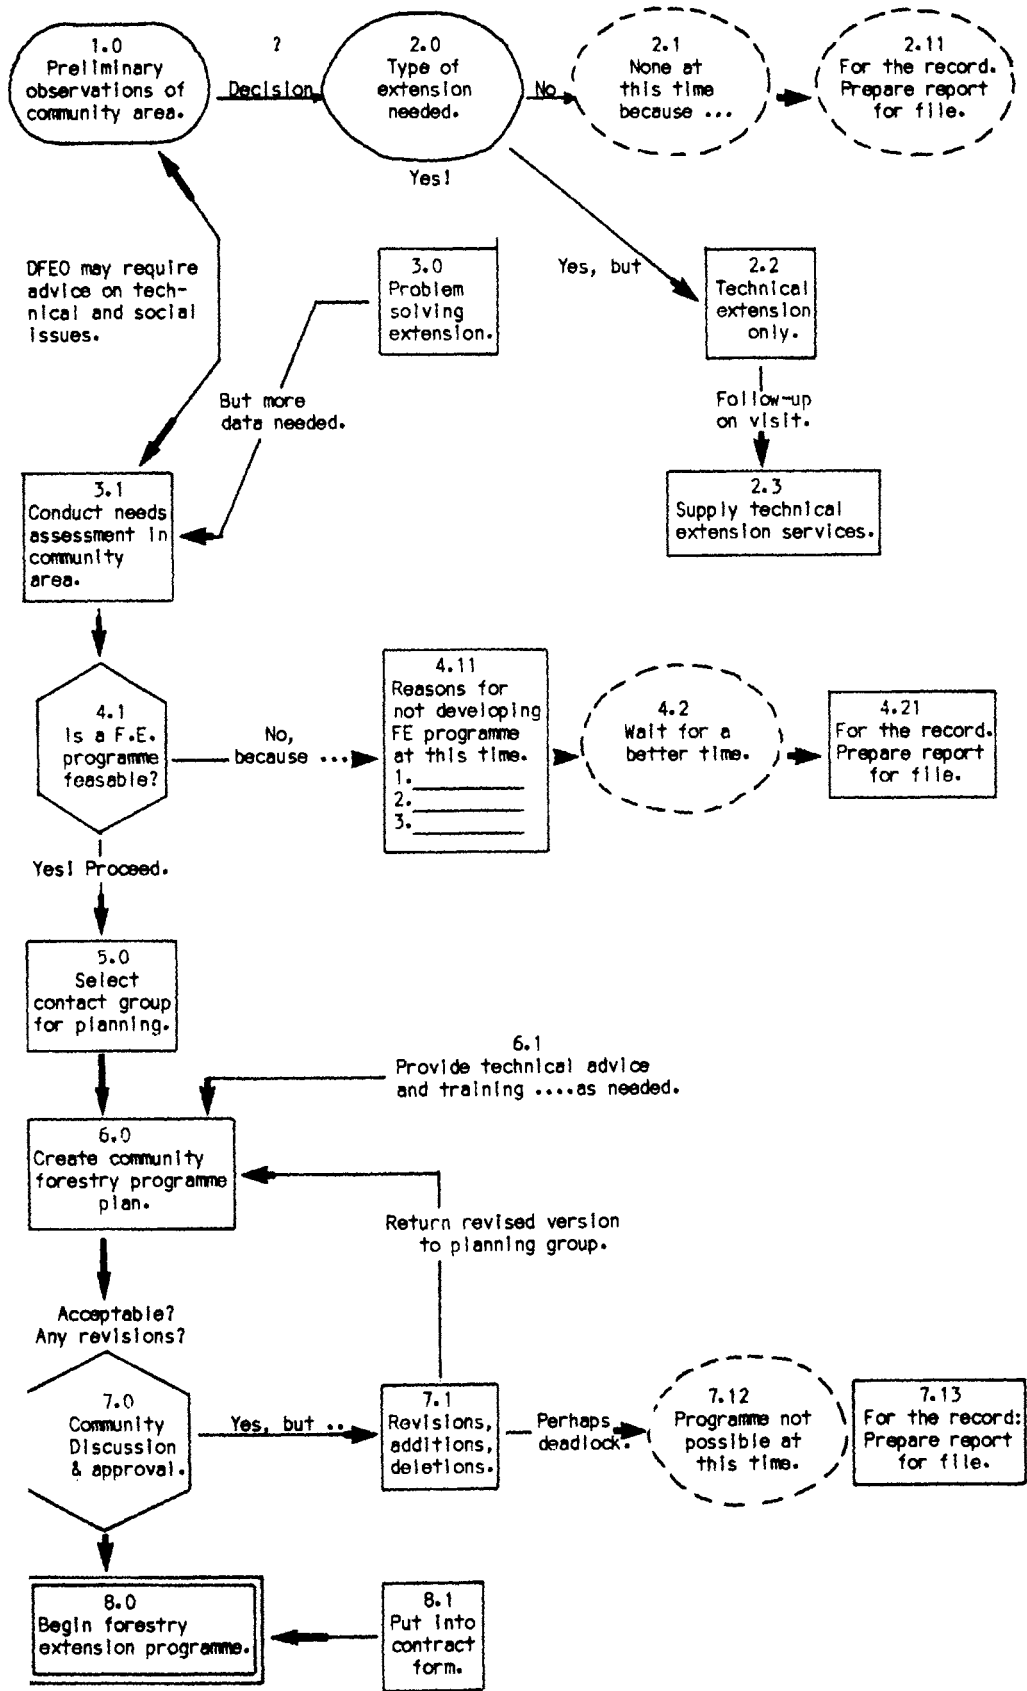 1.0
Preliminary
observations of
community area.
?
Decision
2.0
Type of
extension
needed.
No
2.1
None at
this time
because ...
2.11
For the record.
Prepare report
for file.
Yes!
DFEO may require
advice on tech-
nical and social
issues.
3.0
Problem
solving
extension.
Yes, but
2.2
Technical
extension
only.
But more
data needed.
Follow-up
on visit.
3.1
Conduct needs
assessment in
community
area.
2.3
Supply technical
extension services.
4.1
Is a F.E.
programme
feasable?
No,
because ...
4.11
Reasons for
not developing
FE programme
at this time.
1.
2.
3.
4.2
Wait for a
better time.
4.21
For the record.
Prepare report
for file.
Yes! Proceed.
5.0
Select
contact group
for planning.
6.1
Provide technical advice
and training ....as needed.
6.0
Create community
forestry programme
plan.
Return revised version
to planning group.
Acceptable?
Any revisions?
7.0
Community
Discussion
& approval.
Yes, but ..
7.1
Revisions,
additions,
deletions.
Perhaps
deadlock.
7.12
Programme not
possible at
this time.
7.13
For the record:
Prepare report
for file.
8.0
Begin forestry
extension programme.
8.1
Put into
contract
form.